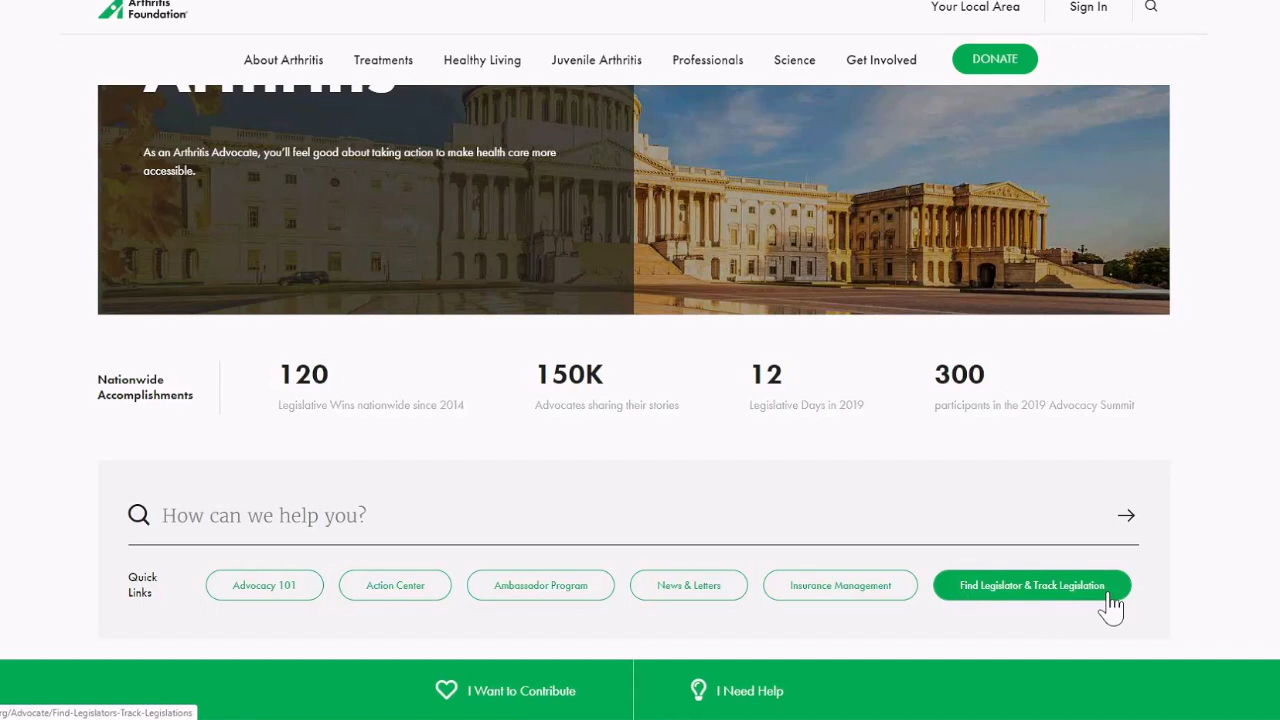 Arthritis
Foundation®
Your Local Area
Sign In
About Arthritis
Treatments
Healthy Living
Juvenile Arthritis
Professionals
Science
Get Involved
DONATE
Arthritis
As an Arthritis Advocate, you'll feel good about taking action to make health care more
accessible.
Nationwide
Accomplishments
120
Legislative Wins nationwide since 2014
150K
Advocates sharing their stories
12
Legislative Days in 2019
300
participants in the 2019 Advocacy Summit
How can we help you?
Quick
Links
Advocacy 101
Action Center
Ambassador Program
News & Letters
Insurance Management
Find Legislator & Track Legislation
I Want to Contribute
I Need Help
rg/Advocate/Find-Legislators-Track-Legislations